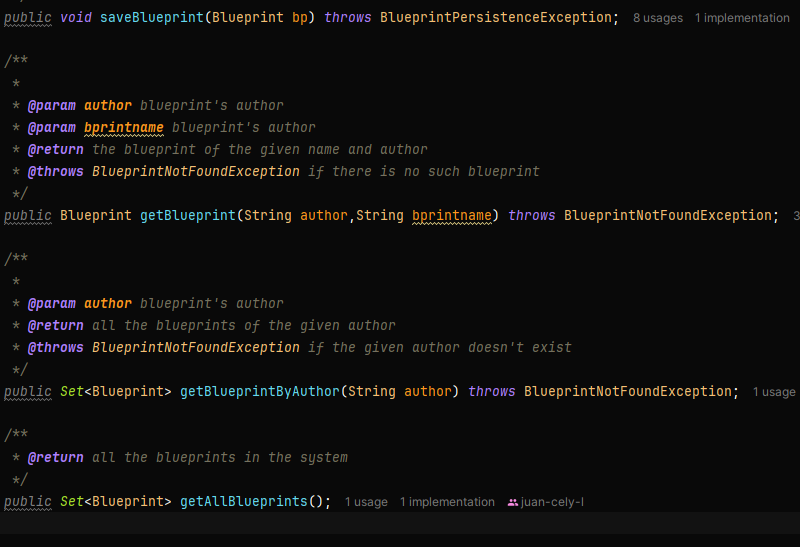 public void saveBlueprint(Blueprint bp) throws BlueprintPersistenceException; 8 usages 1 implementation
/**
*
* @param author blueprint's author
* @param bprintname blueprint's author
* @return the blueprint of the given name and author
* @throws BlueprintNotFoundException if there is no such blueprint
*/
public Blueprint getBlueprint(String author,String bprintname) throws BlueprintNotFoundException; 3
/**
*
* @param author blueprint's author
* @return all the blueprints of the given author
* @throws BlueprintNotFoundException if the given author doesn't exist
*/
public Set<Blueprint> getBlueprintByAuthor(String author) throws BlueprintNotFoundException; 1 usage
/**
* @return all the blueprints in the system
*/
public Set<Blueprint> getAllBlueprints(); 1 usage 1 implementation juan-cely-l